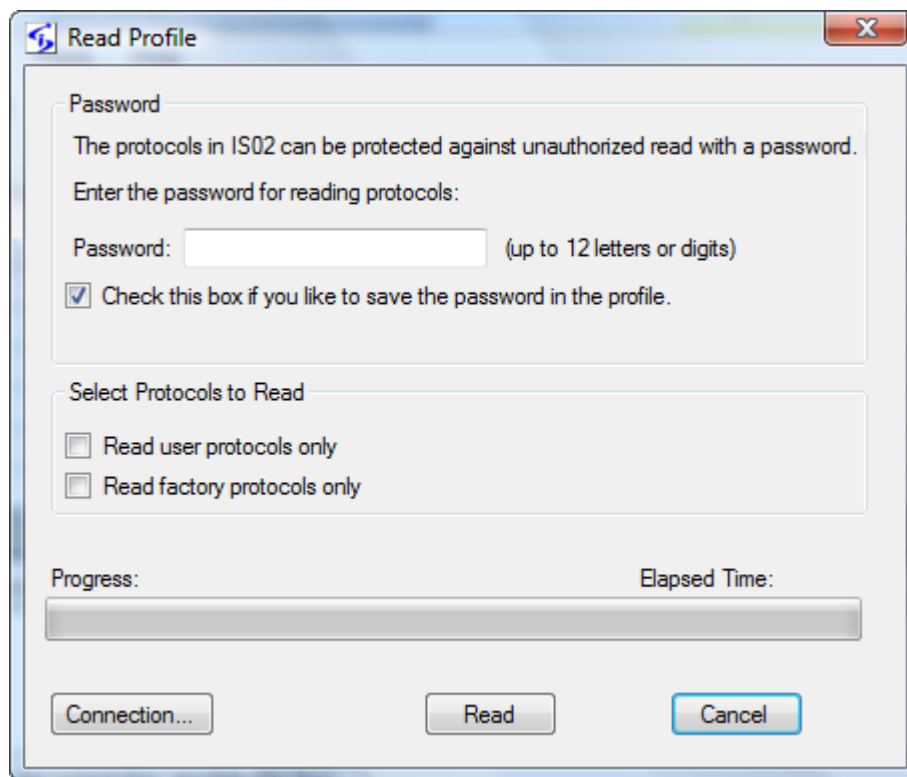 Read Profile
Password
The protocols in IS02 can be protected against unauthorized read with a password.
Enter the password for reading protocols:
Password: (up to 12 letters or digits)
Check this box if you like to save the password in the profile.
Select Protocols to Read
Read user protocols only
Read factory protocols only
Progress: Elapsed Time:
Connection... Read Cancel